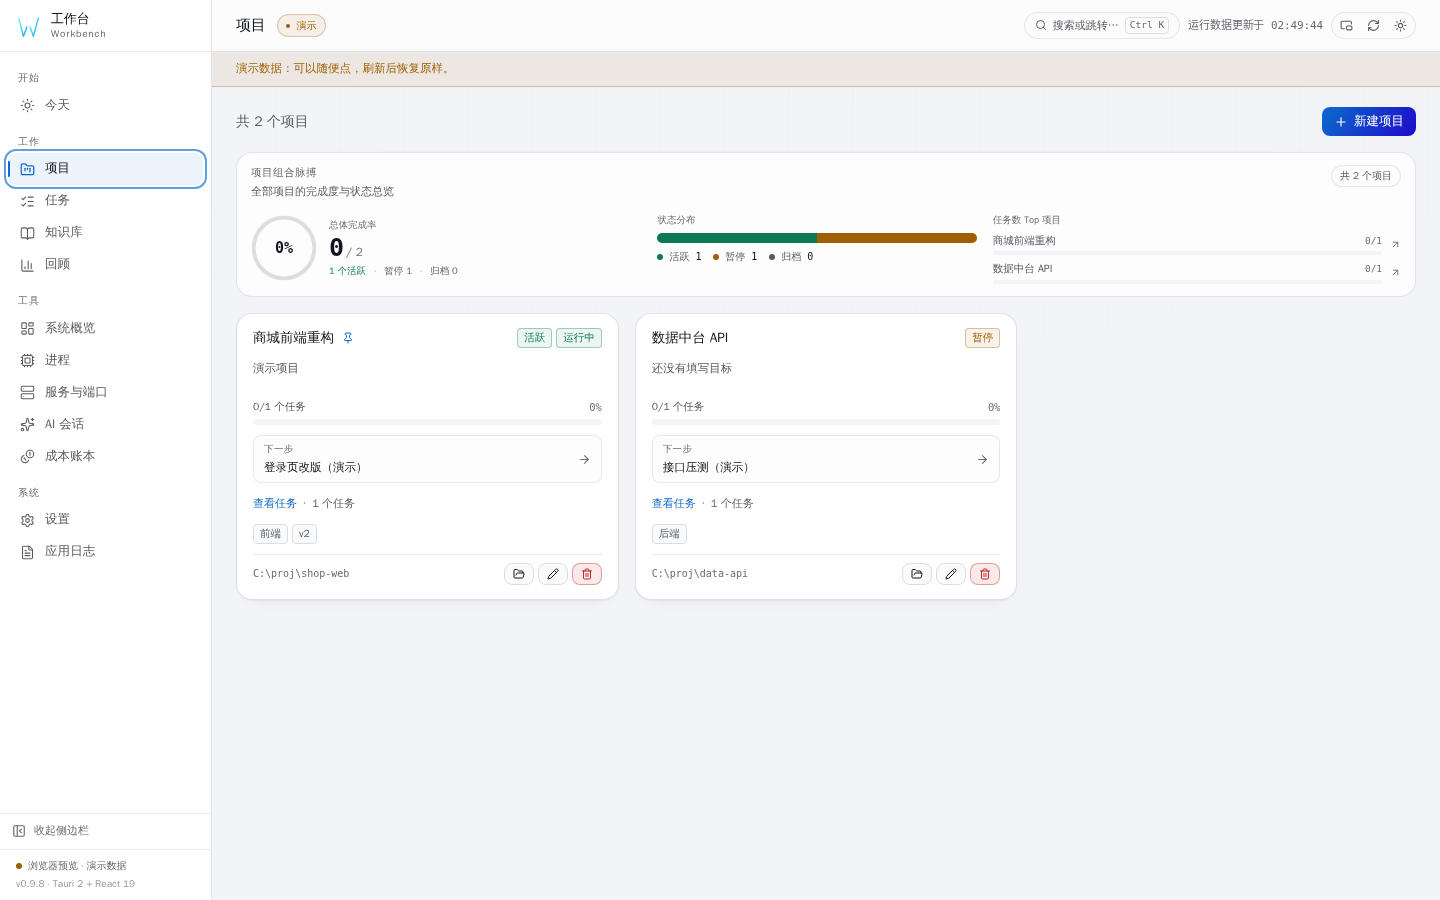 工作台
Workbench
开始
今天
工作
项目
任务
知识库
回顾
工具
系统概览
进程
服务与端口
AI 会话
成本账本
系统
设置
应用日志
收起侧边栏
浏览器预览 · 演示数据
v0.9.8 · Tauri 2 + React 19
项目 演示
搜索或跳转… Ctrl K 运行数据更新于 02:49:44
演示数据：可以随便点，刷新后恢复原样。
共 2 个项目
新建项目
项目组合脉搏
全部项目的完成度与状态总览
共 2 个项目
0%
总体完成率
0 / 2
1 个活跃 · 暂停 1 · 归档 0
状态分布
活跃 1 暂停 1 归档 0
任务数 Top 项目
商城前端重构 0/1
数据中台 API 0/1
商城前端重构 活跃 运行中
演示项目
0/1 个任务 0%
下一步
登录页改版（演示）
查看任务 · 1 个任务
前端 v2
C:\proj\shop-web
数据中台 API 暂停
还没有填写目标
0/1 个任务 0%
下一步
接口压测（演示）
查看任务 · 1 个任务
后端
C:\proj\data-api